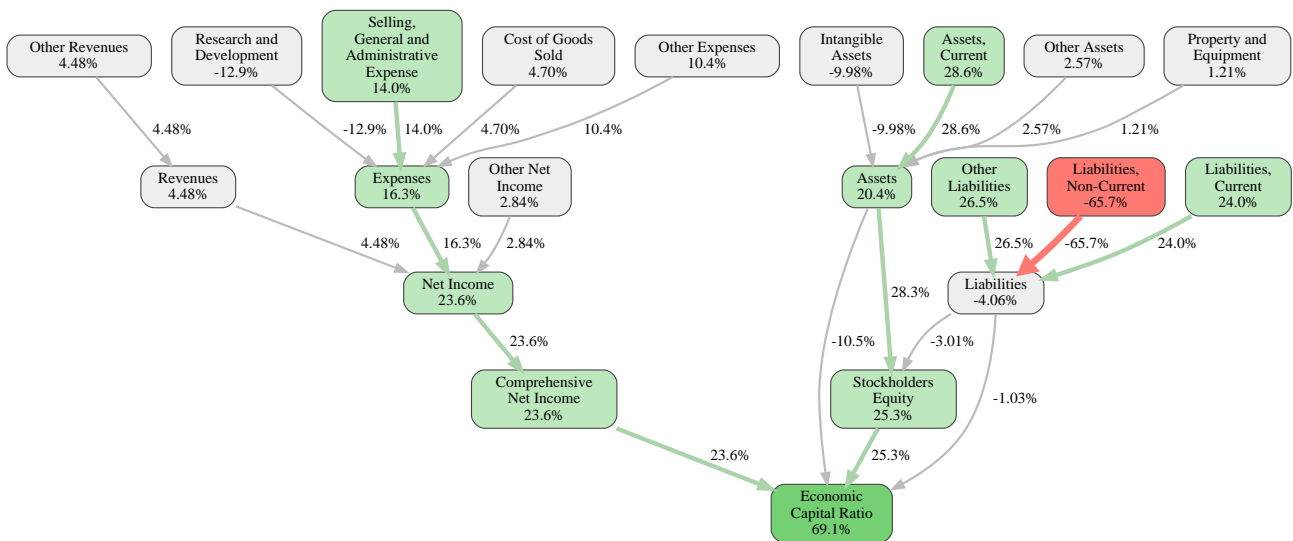 Other Revenues
4.48%
Research and
Development
-12.9%
Selling,
General and
Administrative
Expense
14.0%
Cost of Goods
Sold
4.70%
Other Expenses
10.4%
Intangible
Assets
-9.98%
Assets,
Current
28.6%
Other Assets
2.57%
Property and
Equipment
1.21%
4.48%
-12.9%
14.0%
4.70%
10.4%
-9.98%
28.6%
2.57%
1.21%
Revenues
4.48%
Expenses
16.3%
Other Net
Income
2.84%
Assets
20.4%
Other
Liabilities
26.5%
Liabilities,
Non-Current
-65.7%
Liabilities,
Current
24.0%
4.48%
16.3%
2.84%
26.5%
-65.7%
24.0%
Net Income
23.6%
28.3%
Liabilities
-4.06%
23.6%
-10.5%
-3.01%
Comprehensive
Net Income
23.6%
Stockholders
Equity
25.3%
-1.03%
23.6%
25.3%
Economic
Capital Ratio
69.1%